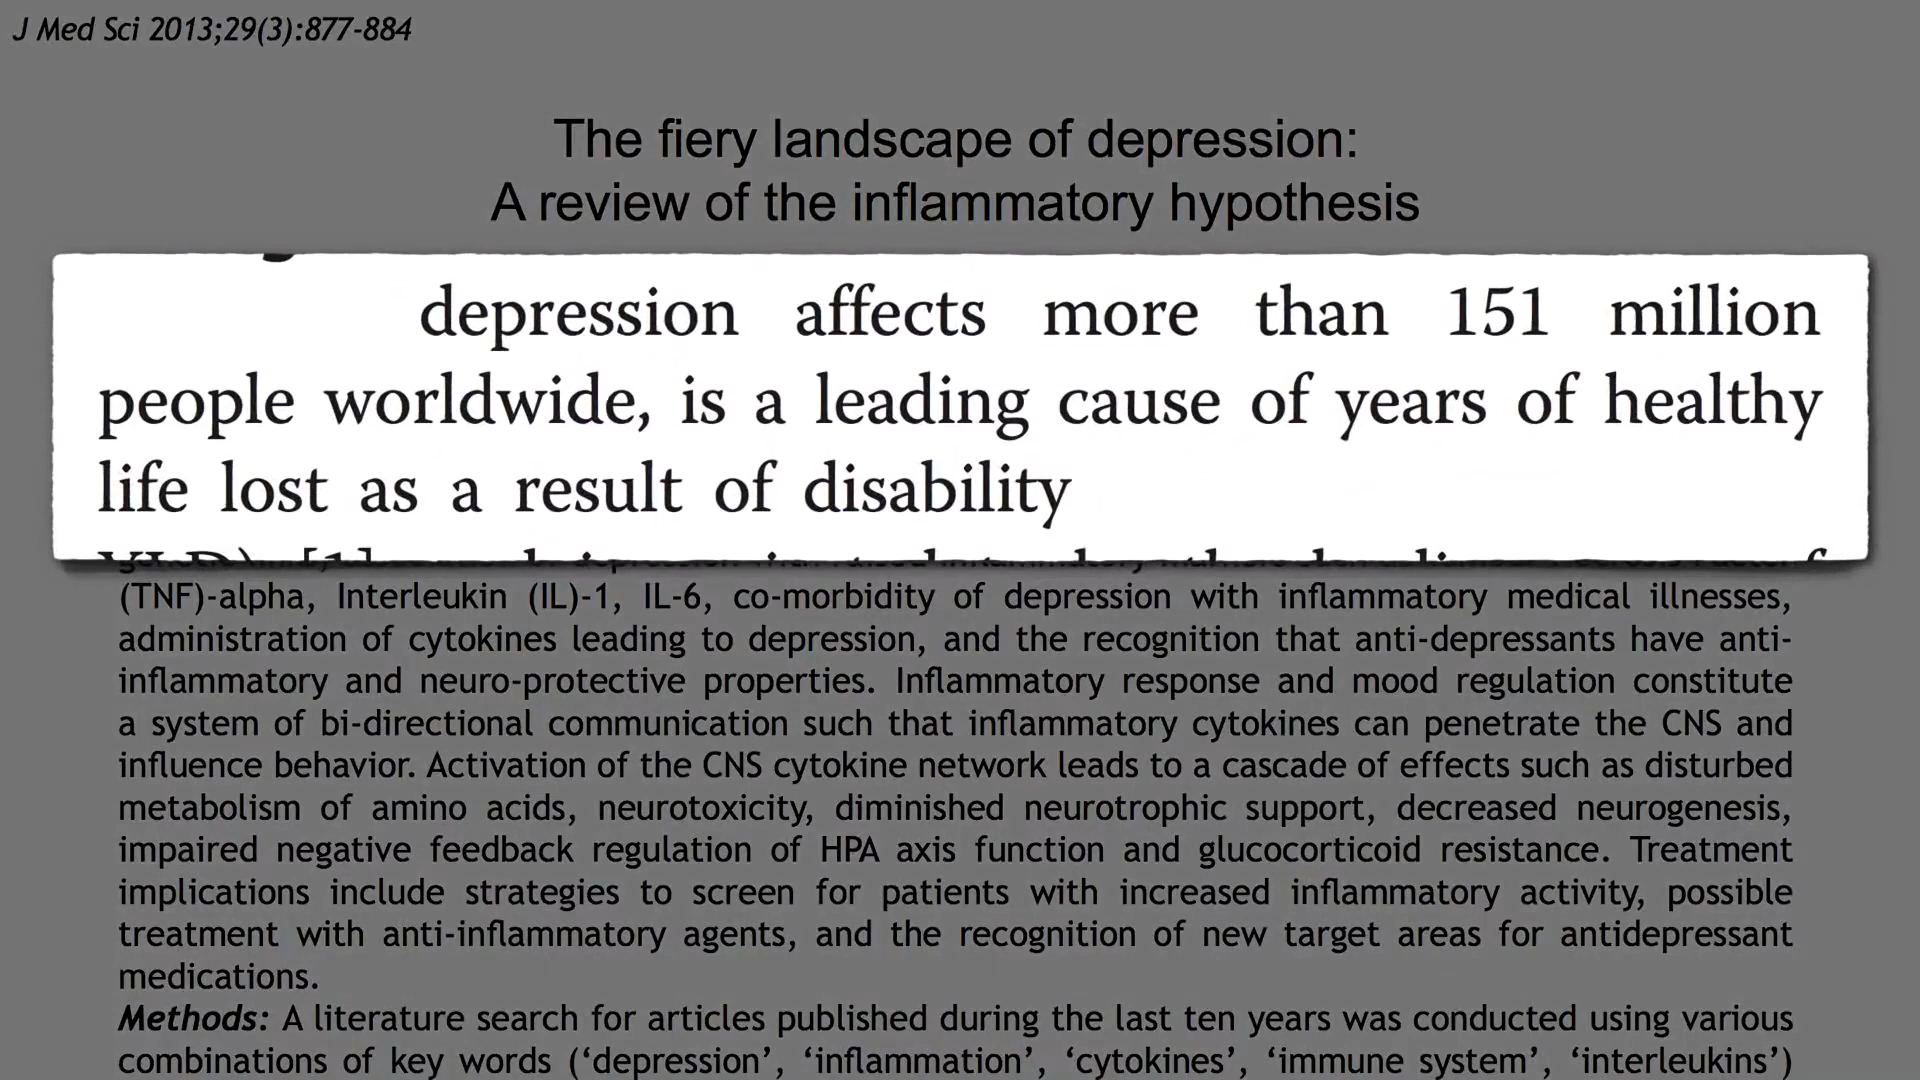 J Med Sci 2013;29(3):877-884
The fiery landscape of depression:
A review of the inflammatory hypothesis
depression affects more than 151 million
people worldwide, is a leading cause of years of healthy
life lost as a result of disability
(TNF)-alpha, Interleukin (IL)-1, IL-6, co-morbidity of depression with inflammatory medical illnesses,
administration of cytokines leading to depression, and the recognition that anti-depressants have anti-
inflammatory and neuro-protective properties. Inflammatory response and mood regulation constitute
a system of bi-directional communication such that inflammatory cytokines can penetrate the CNS and
influence behavior. Activation of the CNS cytokine network leads to a cascade of effects such as disturbed
metabolism of amino acids, neurotoxicity, diminished neurotrophic support, decreased neurogenesis,
impaired negative feedback regulation of HPA axis function and glucocorticoid resistance. Treatment
implications include strategies to screen for patients with increased inflammatory activity, possible
treatment with anti-inflammatory agents, and the recognition of new target areas for antidepressant
medications.
Methods: A literature search for articles published during the last ten years was conducted using various
combinations of key words (‘depression’, ‘inflammation’, ‘cytokines’, ‘immune system’, ‘interleukins’)